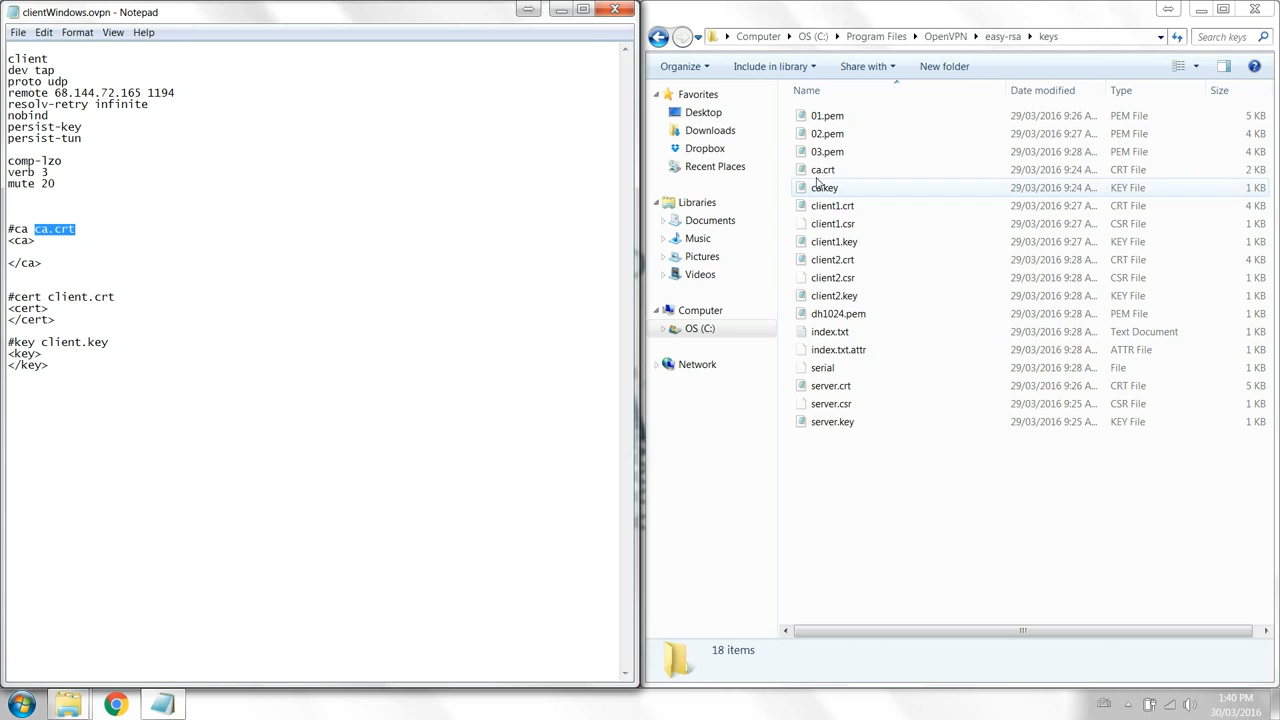 clientWindows.ovpn - Notepad
File Edit Format View Help
client
dev tap
proto udp
remote 68.144.72.165 1194
resolv-retry infinite
nobind
persist-key
persist-tun
comp-lzo
verb 3
mute 20
#ca ca.crt
<ca>
</ca>
#cert client.crt
<cert>
</cert>
#key client.key
<key>
</key>
Computer OS (C:) Program Files OpenVPN easy-rsa keys
Search keys
Organize Include in library Share with New folder
Favorites
Desktop
Downloads
Dropbox
Recent Places
Libraries
Documents
Music
Pictures
Videos
Computer
OS (C:)
Network
Name Date modified Type Size
01.pem 29/03/2016 9:26 A... PEM File 5 KB
02.pem 29/03/2016 9:27 A... PEM File 4 KB
03.pem 29/03/2016 9:28 A... PEM File 4 KB
ca.crt 29/03/2016 9:24 A... CRT File 2 KB
ca.key 29/03/2016 9:24 A... KEY File 1 KB
client1.crt 29/03/2016 9:27 A... CRT File 4 KB
client1.csr 29/03/2016 9:27 A... CSR File 1 KB
client1.key 29/03/2016 9:27 A... KEY File 1 KB
client2.crt 29/03/2016 9:28 A... CRT File 4 KB
client2.csr 29/03/2016 9:28 A... CSR File 1 KB
client2.key 29/03/2016 9:28 A... KEY File 1 KB
dh1024.pem 29/03/2016 9:28 A... PEM File 1 KB
index.txt 29/03/2016 9:28 A... Text Document 1 KB
index.txt.attr 29/03/2016 9:28 A... ATTR File 1 KB
serial 29/03/2016 9:28 A... File 1 KB
server.crt 29/03/2016 9:26 A... CRT File 5 KB
server.csr 29/03/2016 9:25 A... CSR File 1 KB
server.key 29/03/2016 9:25 A... KEY File 1 KB
18 items
1:40 PM
30/03/2016